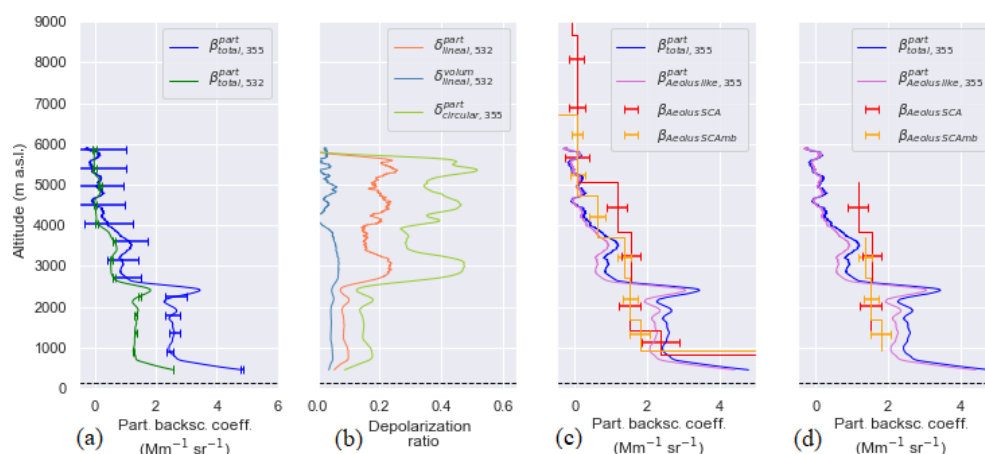 9000
8000
7000
6000
5000
4000
3000
2000
1000
0
Altitude (m a.s.l.)
β^part_total, 355
β^part_total, 532
0 2 4
(a) Part. backsc. coeff.
(Mm⁻¹ sr⁻¹)
δ^part_lineal, 532
δ^volum_lineal, 532
δ^part_circular, 355
0.0 0.2 0.4 0.6
(b) Depolarization
ratio
β^part_total, 355
β^part_Aeolus like, 355
β_Aeolus SCA
β_Aeolus SCAmb
0 2 4
(c) Part. backsc. coeff.
(Mm⁻¹ sr⁻¹)
β^part_total, 355
β^part_Aeolus like, 355
β_Aeolus SCA
β_Aeolus SCAmb
0 2 4
(d) Part. backsc. coeff.
(Mm⁻¹ sr⁻¹)